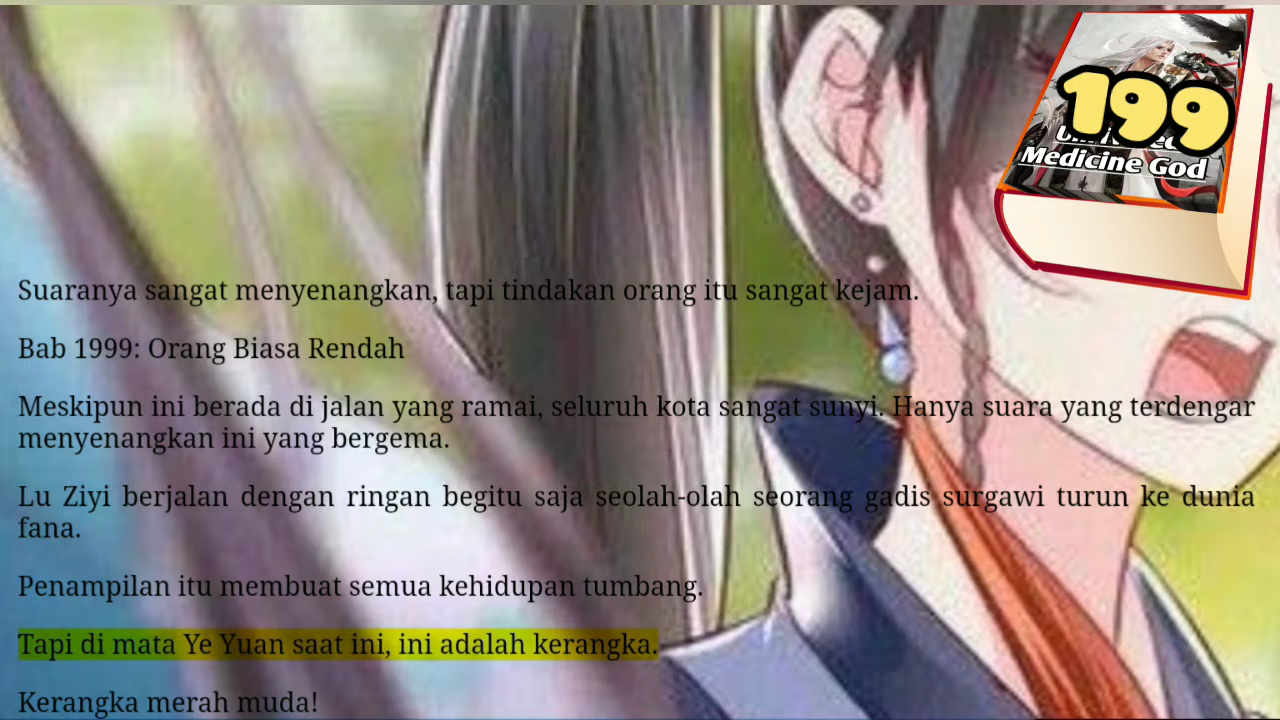 199
Medicine God
Suaranya sangat menyenangkan, tapi tindakan orang itu sangat kejam.
Bab 1999: Orang Biasa Rendah
Meskipun ini berada di jalan yang ramai, seluruh kota sangat sunyi. Hanya suara yang terdengar
menyenangkan ini yang bergema.
Lu Ziyi berjalan dengan ringan begitu saja seolah-olah seorang gadis surgawi turun ke dunia
fana.
Penampilan itu membuat semua kehidupan tumbang.
Tapi di mata Ye Yuan saat ini, ini adalah kerangka.
Kerangka merah muda!